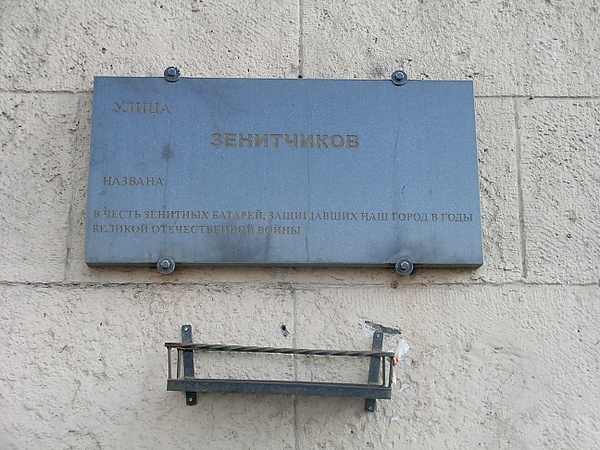 УЛИЦА
ЗЕНИТЧИКОВ
НАЗВАНА
В ЧЕСТЬ ЗЕНИТНЫХ БАТАРЕЙ, ЗАЩИЩАВШИХ НАШ ГОРОД В ГОДЫ
ВЕЛИКОЙ ОТЕЧЕСТВЕННОЙ ВОЙНЫ